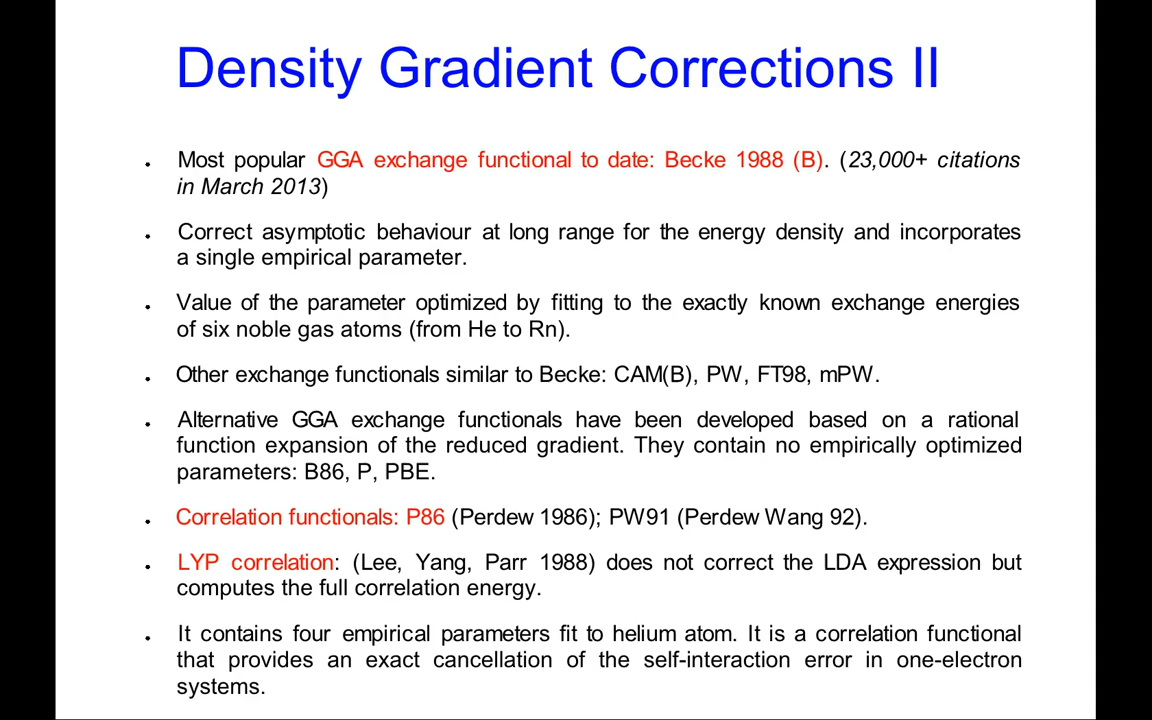 Density Gradient Corrections II
• Most popular GGA exchange functional to date: Becke 1988 (B). (23,000+ citations
in March 2013)
• Correct asymptotic behaviour at long range for the energy density and incorporates
a single empirical parameter.
• Value of the parameter optimized by fitting to the exactly known exchange energies
of six noble gas atoms (from He to Rn).
• Other exchange functionals similar to Becke: CAM(B), PW, FT98, mPW.
• Alternative GGA exchange functionals have been developed based on a rational
function expansion of the reduced gradient. They contain no empirically optimized
parameters: B86, P, PBE.
• Correlation functionals: P86 (Perdew 1986); PW91 (Perdew Wang 92).
• LYP correlation: (Lee, Yang, Parr 1988) does not correct the LDA expression but
computes the full correlation energy.
• It contains four empirical parameters fit to helium atom. It is a correlation functional
that provides an exact cancellation of the self-interaction error in one-electron
systems.